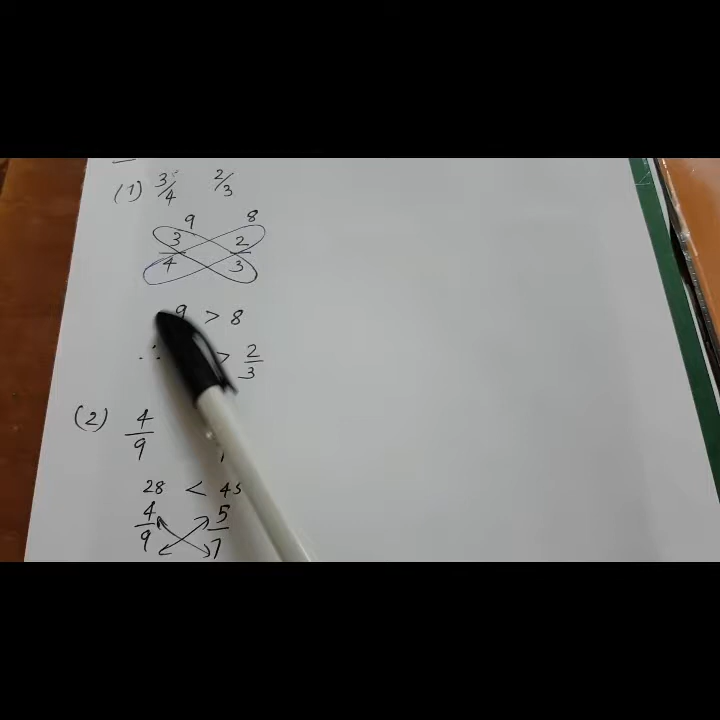 (1) 3/4 2/3
9 8
3 2
4 3
9 > 8
∴ > 2/3
(2) 4/9
28 < 45
4 5
9 7